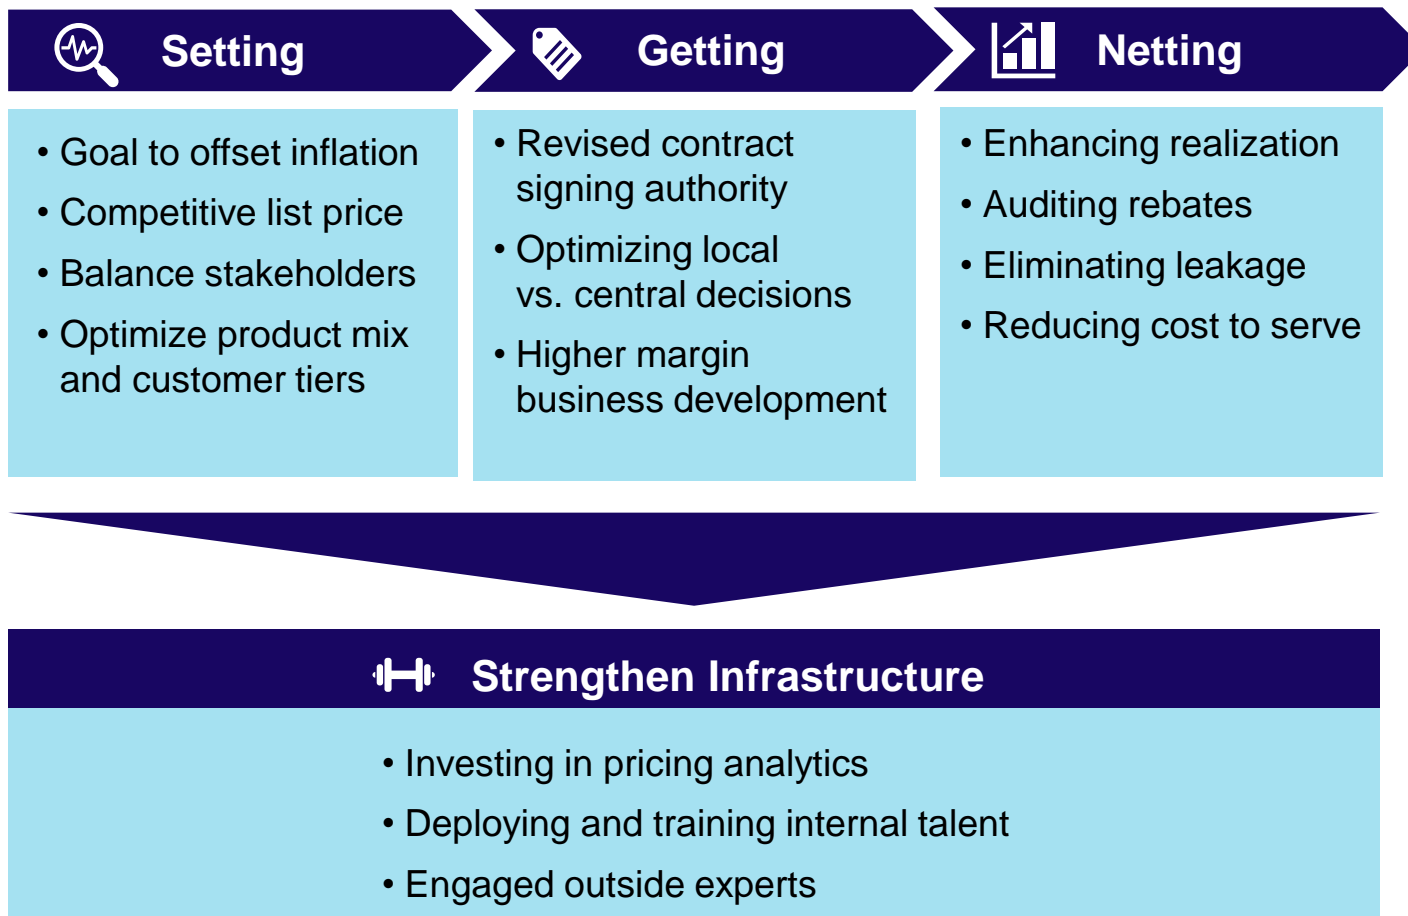 Setting
• Goal to offset inflation
• Competitive list price
• Balance stakeholders
• Optimize product mix
and customer tiers
Getting
• Revised contract
signing authority
• Optimizing local
vs. central decisions
• Higher margin
business development
Netting
• Enhancing realization
• Auditing rebates
• Eliminating leakage
• Reducing cost to serve
Strengthen Infrastructure
• Investing in pricing analytics
• Deploying and training internal talent
• Engaged outside experts